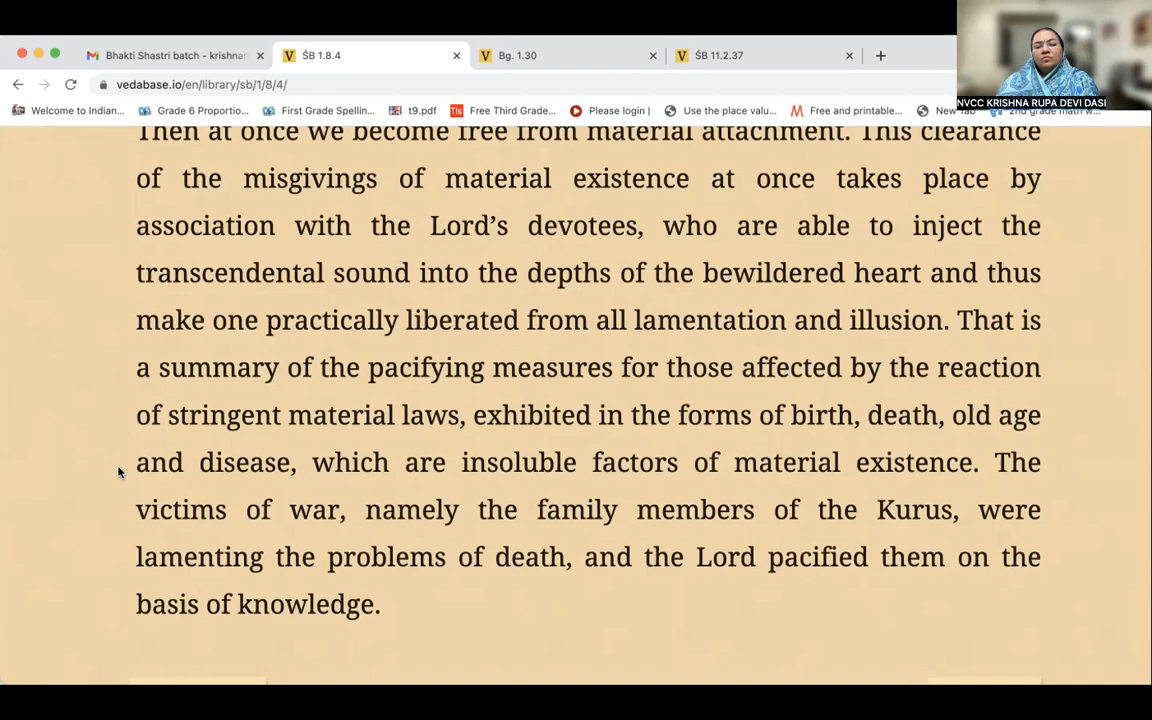 Bhakti Shastri batch - krishnar
ŚB 1.8.4
Bg. 1.30
ŚB 11.2.37
vedabase.io/en/library/sb/1/8/4/
Welcome to Indian...
Grade 6 Proportio...
First Grade Spellin...
t9.pdf
Free Third Grade...
Please login |
Use the place valu...
Free and printable...
New Tab
2nd grade math w...
NVCC KRISHNA RUPA DEVI DASI
Then at once we become free from material attachment. This clearance
of the misgivings of material existence at once takes place by
association with the Lord’s devotees, who are able to inject the
transcendental sound into the depths of the bewildered heart and thus
make one practically liberated from all lamentation and illusion. That is
a summary of the pacifying measures for those affected by the reaction
of stringent material laws, exhibited in the forms of birth, death, old age
and disease, which are insoluble factors of material existence. The
victims of war, namely the family members of the Kurus, were
lamenting the problems of death, and the Lord pacified them on the
basis of knowledge.